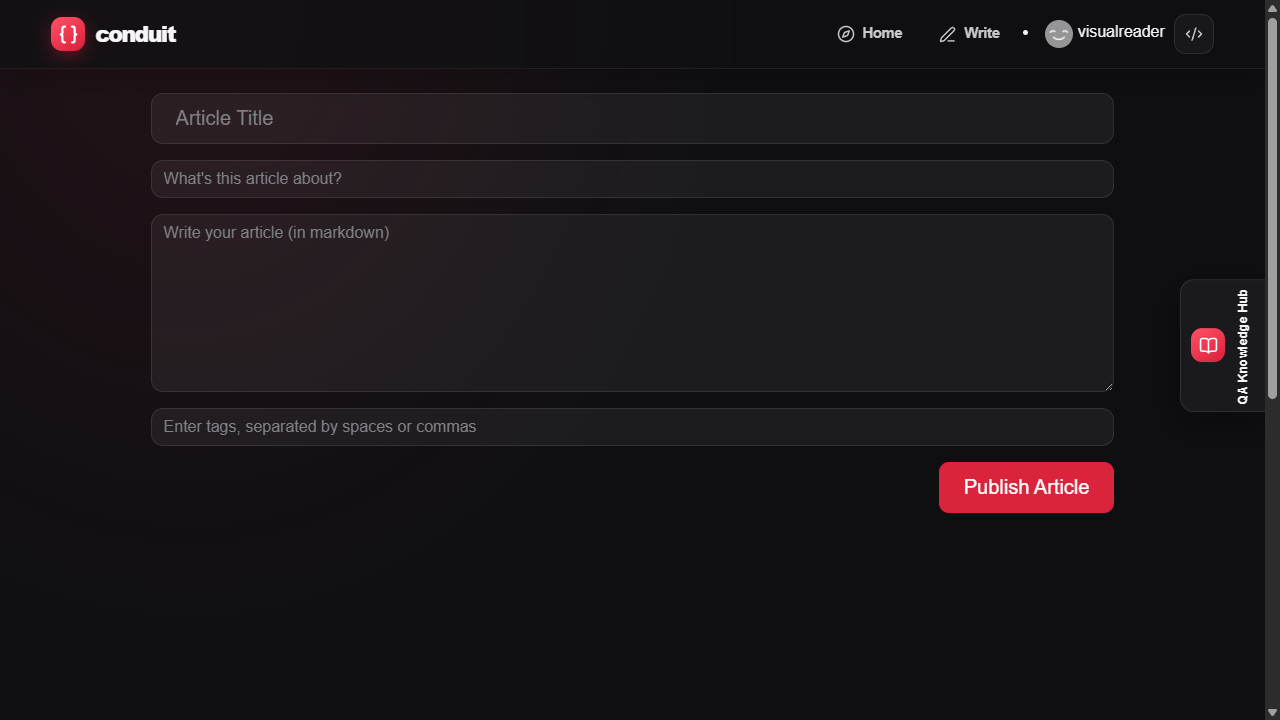 conduit
Home
Write
visualreader
Article Title
What's this article about?
Write your article (in markdown)
Enter tags, separated by spaces or commas
Publish Article
QA Knowledge Hub